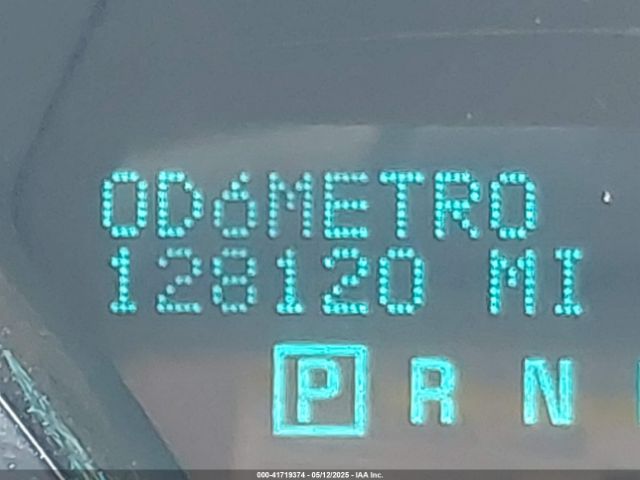 ODóMETRO
128120 MI
P R N
000-41719374 - 05/12/2025 - IAA Inc.